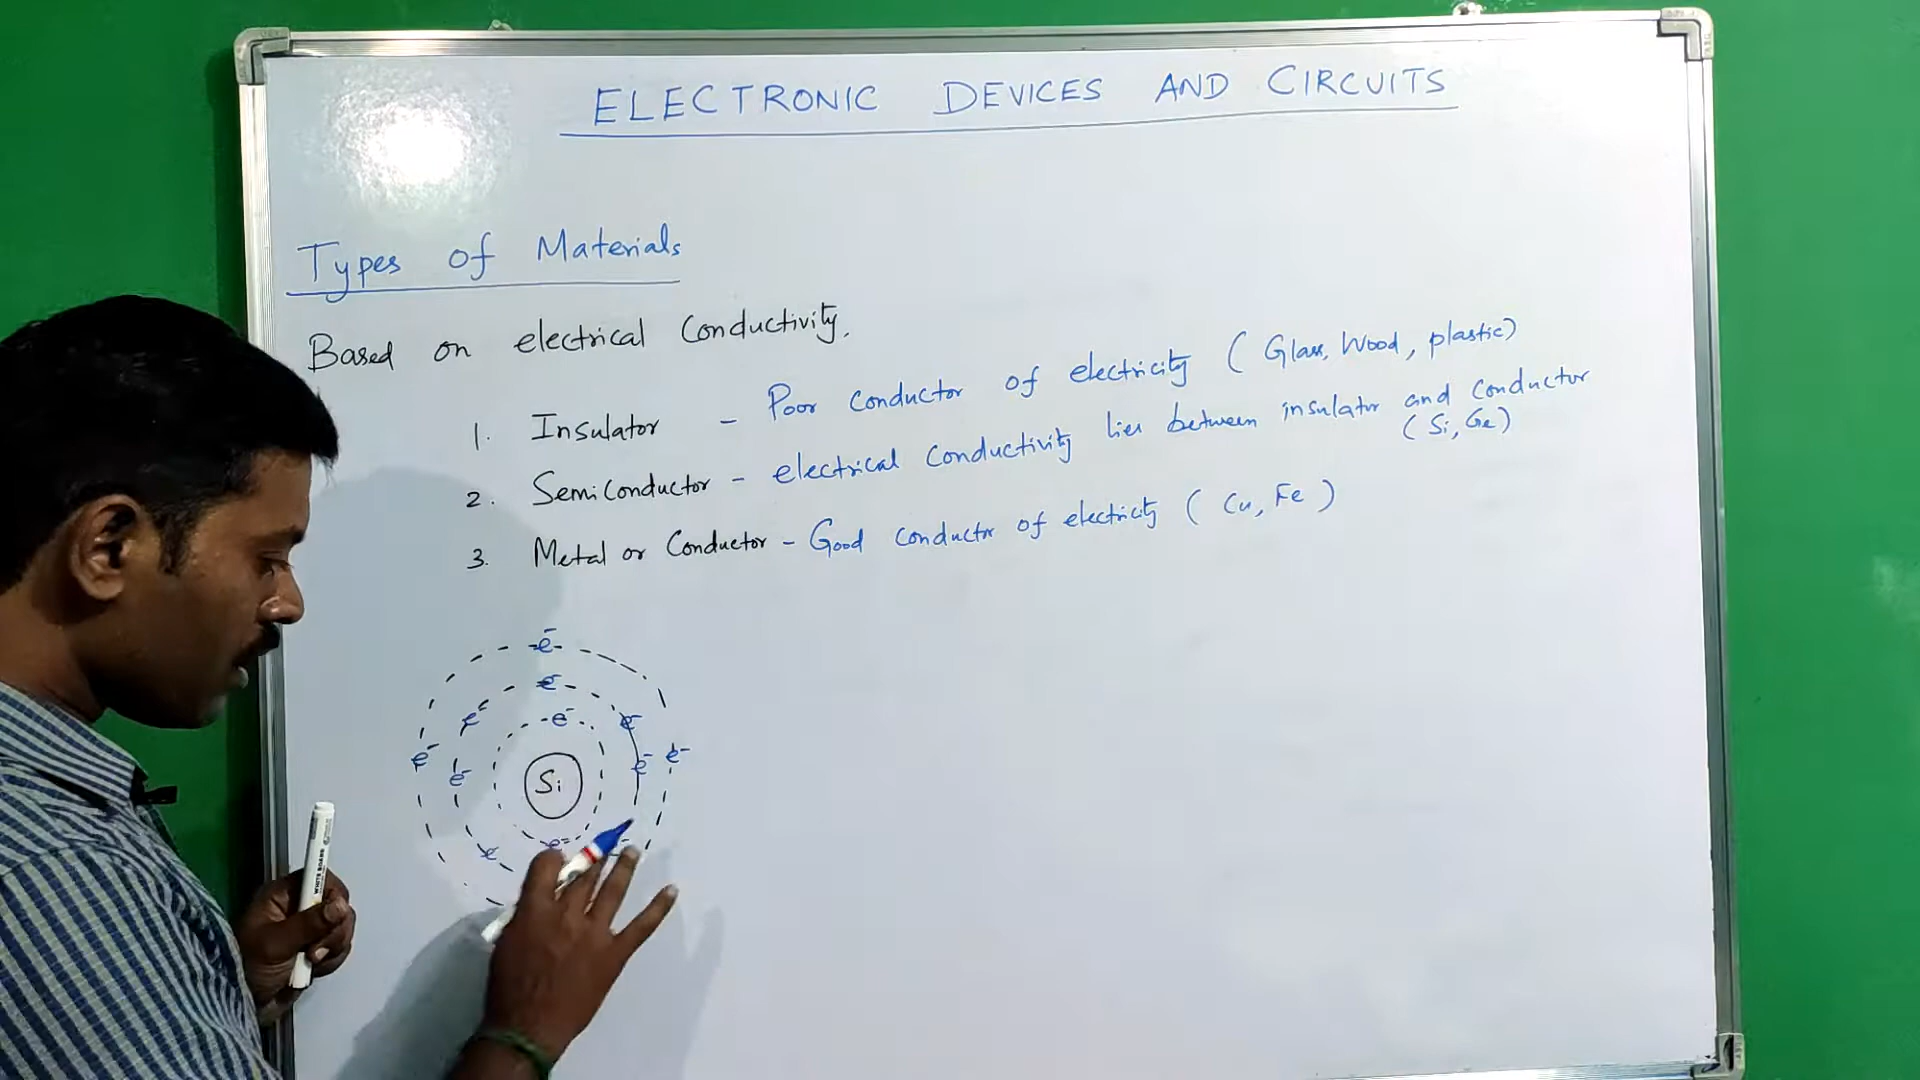 ELECTRONIC DEVICES AND CIRCUITS
Types of Materials
Based on electrical Conductivity.
1. Insulator - Poor conductor of electricity ( Glass, Wood, plastic)
2. Semiconductor - electrical conductivity lies between insulator and conductor
( Si, Ge )
3. Metal or Conductor - Good conductor of electricity ( Cu, Fe )
e-
e-
e-
e-
e-
e-
e-
e-
e-
e-
Si
e-
e-
WHITE BOARD